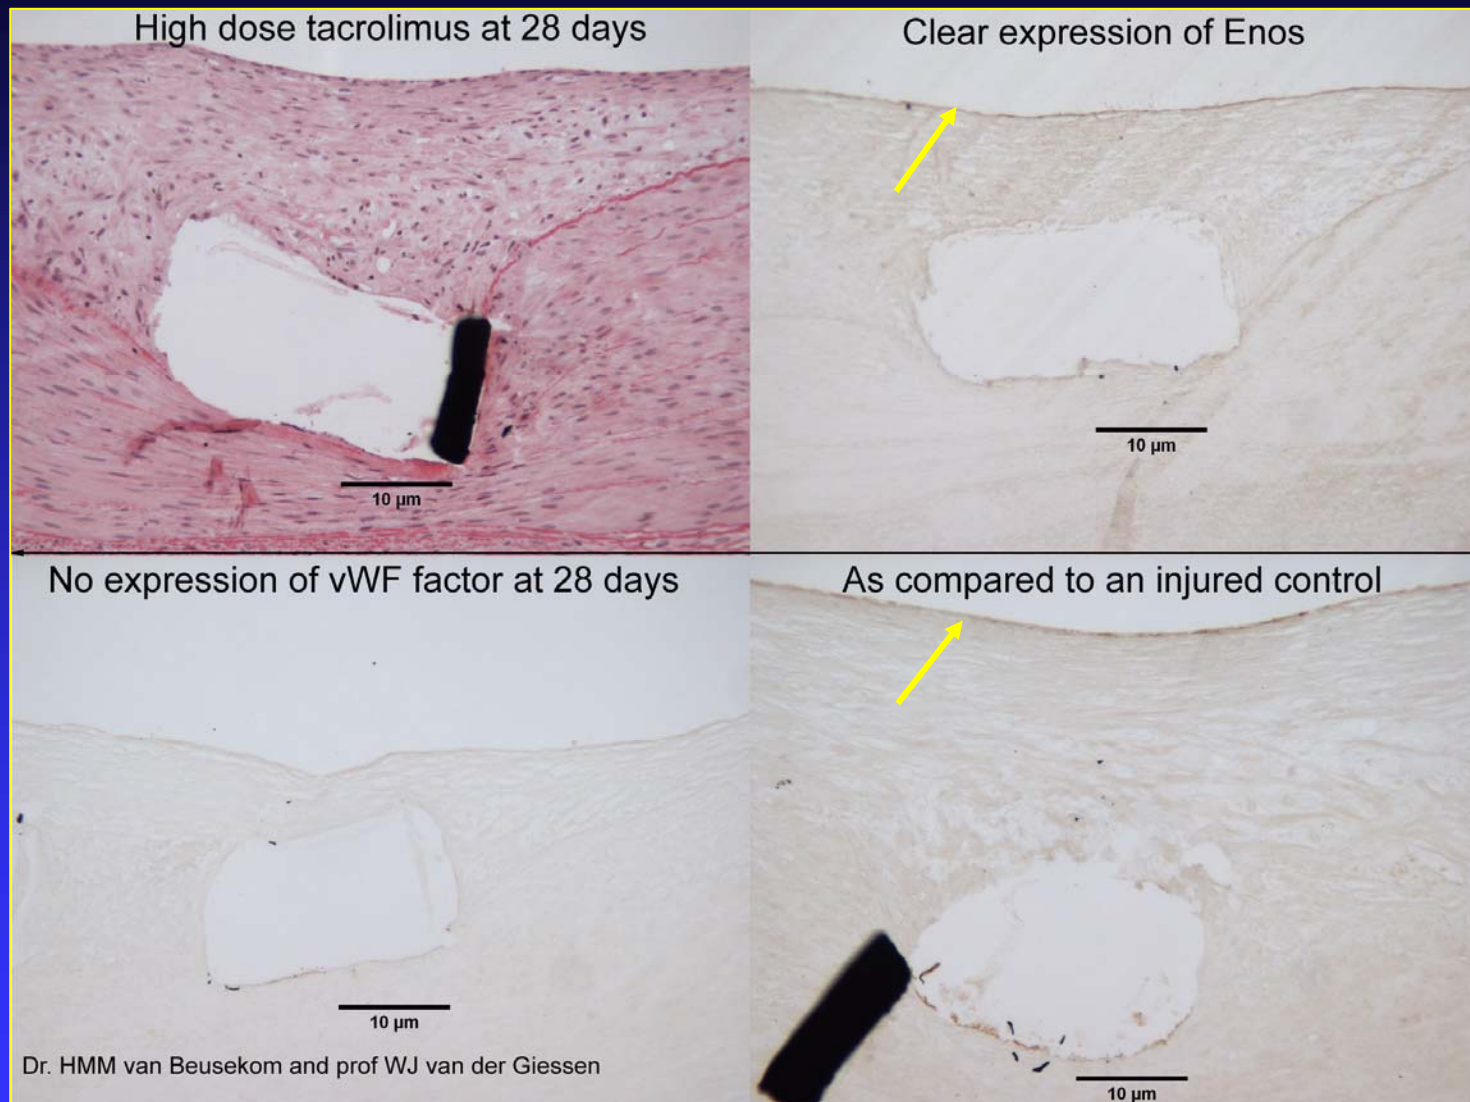 High dose tacrolimus at 28 days
Clear expression of Enos
10 µm
10 µm
No expression of vWF factor at 28 days
As compared to an injured control
10 µm
10 µm
Dr. HMM van Beusekom and prof WJ van der Giessen